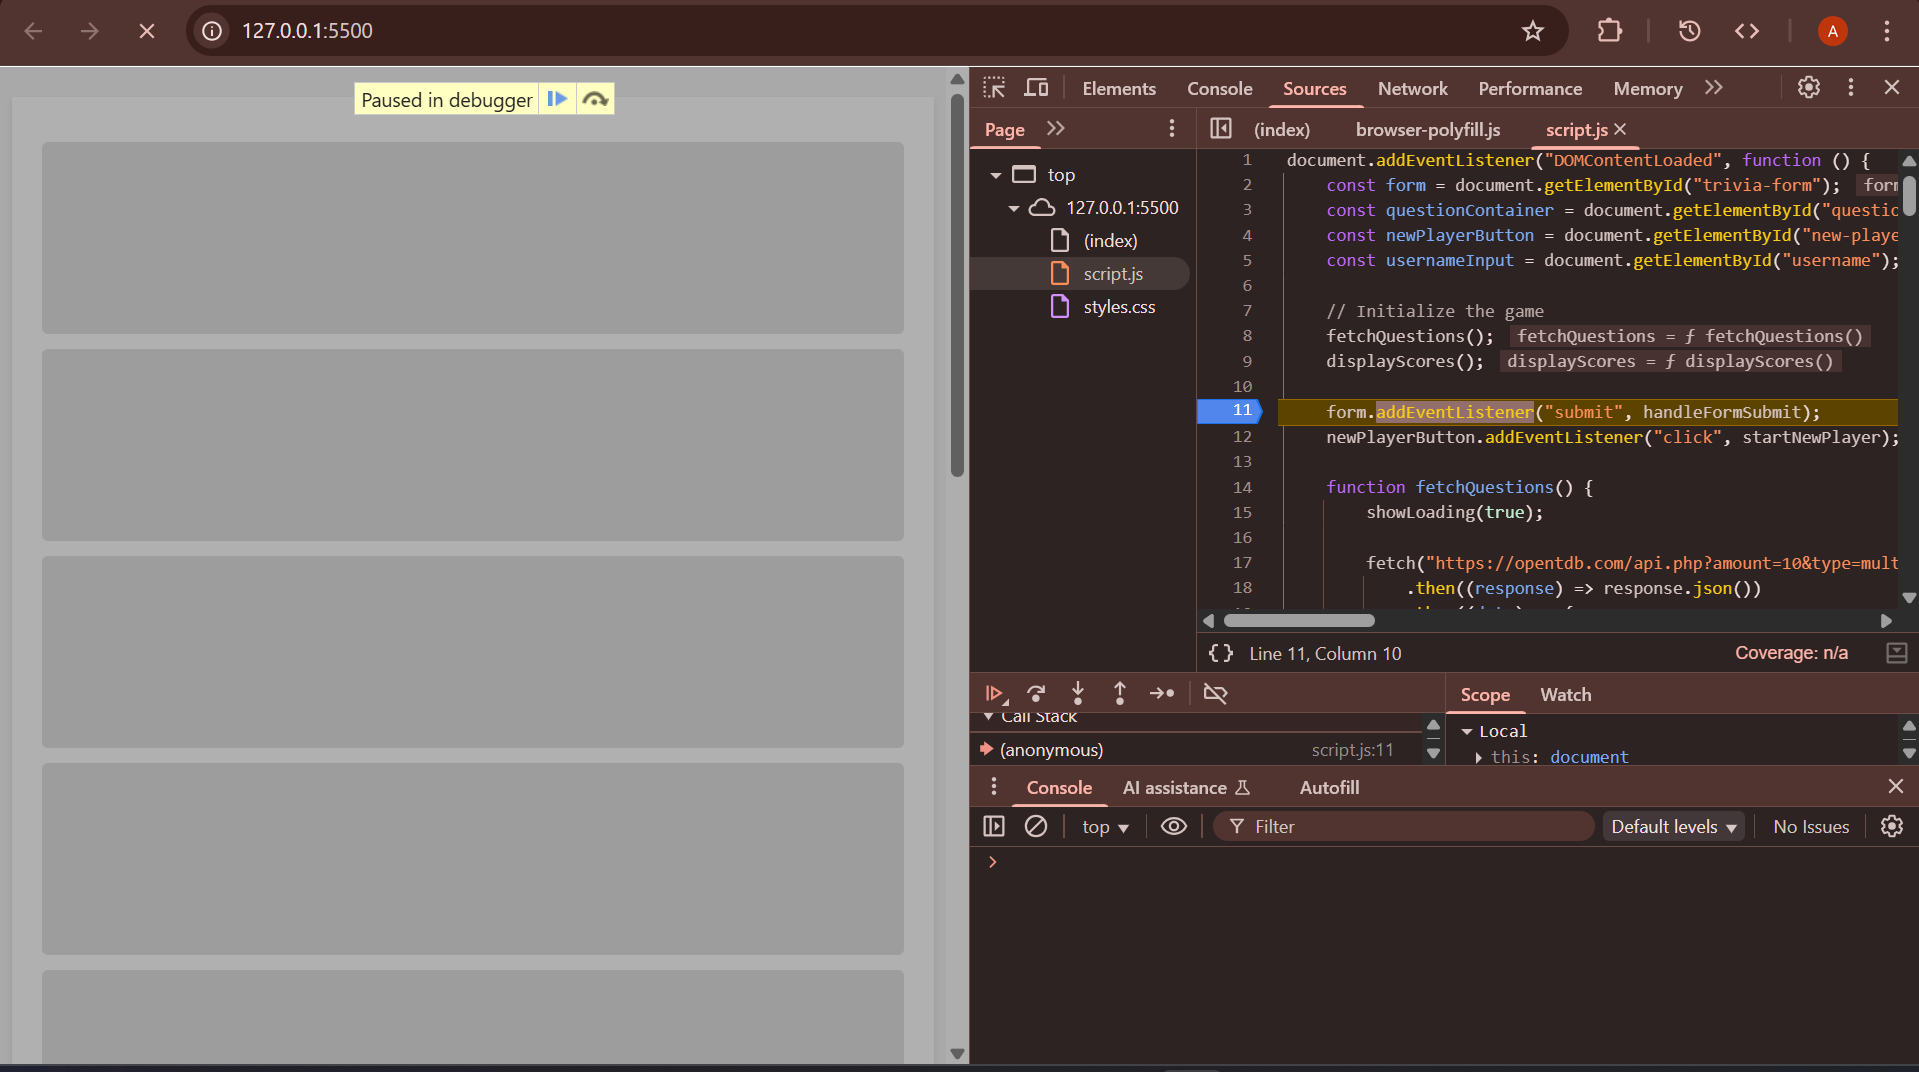 127.0.0.1:5500
A
Paused in debugger
Elements Console Sources Network Performance Memory
Page
(index) browser-polyfill.js script.js
top
127.0.0.1:5500
(index)
script.js
styles.css
1 document.addEventListener("DOMContentLoaded", function () {
2 const form = document.getElementById("trivia-form"); form
3 const questionContainer = document.getElementById("questio
4 const newPlayerButton = document.getElementById("new-playe
5 const usernameInput = document.getElementById("username");
6
7 // Initialize the game
8 fetchQuestions(); fetchQuestions = ƒ fetchQuestions()
9 displayScores(); displayScores = ƒ displayScores()
10
11 form.addEventListener("submit", handleFormSubmit);
12 newPlayerButton.addEventListener("click", startNewPlayer);
13
14 function fetchQuestions() {
15 showLoading(true);
16
17 fetch("https://opentdb.com/api.php?amount=10&type=mult
18 .then((response) => response.json())
{} Line 11, Column 10
Coverage: n/a
Scope Watch
Call Stack
(anonymous) script.js:11
Local
this: document
Console AI assistance Autofill
top Filter Default levels No Issues